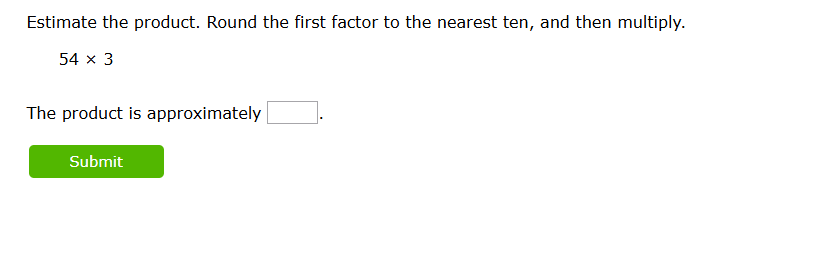 Estimate the product. Round the first factor to the nearest ten, and then multiply.
54 × 3
The product is approximately .
Submit